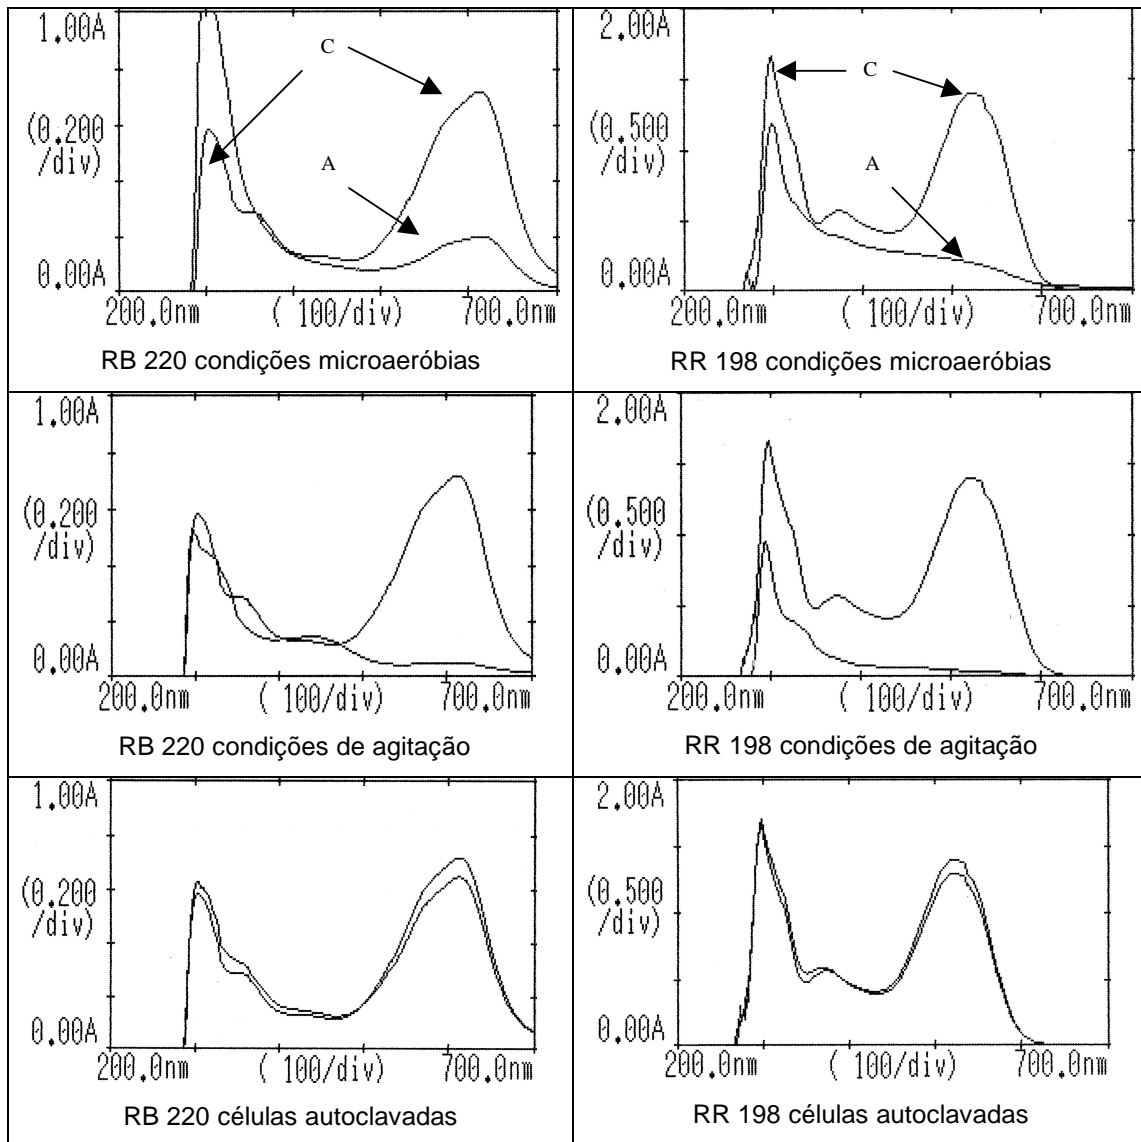 1.00A
C
(0.200
/div)
A
0.00A
200.0nm ( 100/div) 700.0nm
RB 220 condições microaeróbias
2.00A
C
(0.500
/div)
A
0.00A
200.0nm ( 100/div) 700.0nm
RR 198 condições microaeróbias
1.00A
(0.200
/div)
0.00A
200.0nm ( 100/div) 700.0nm
RB 220 condições de agitação
2.00A
(0.500
/div)
0.00A
200.0nm ( 100/div) 700.0nm
RR 198 condições de agitação
1.00A
(0.200
/div)
0.00A
200.0nm ( 100/div) 700.0nm
RB 220 células autoclavadas
2.00A
(0.500
/div)
0.00A
200.0nm ( 100/div) 700.0nm
RR 198 células autoclavadas